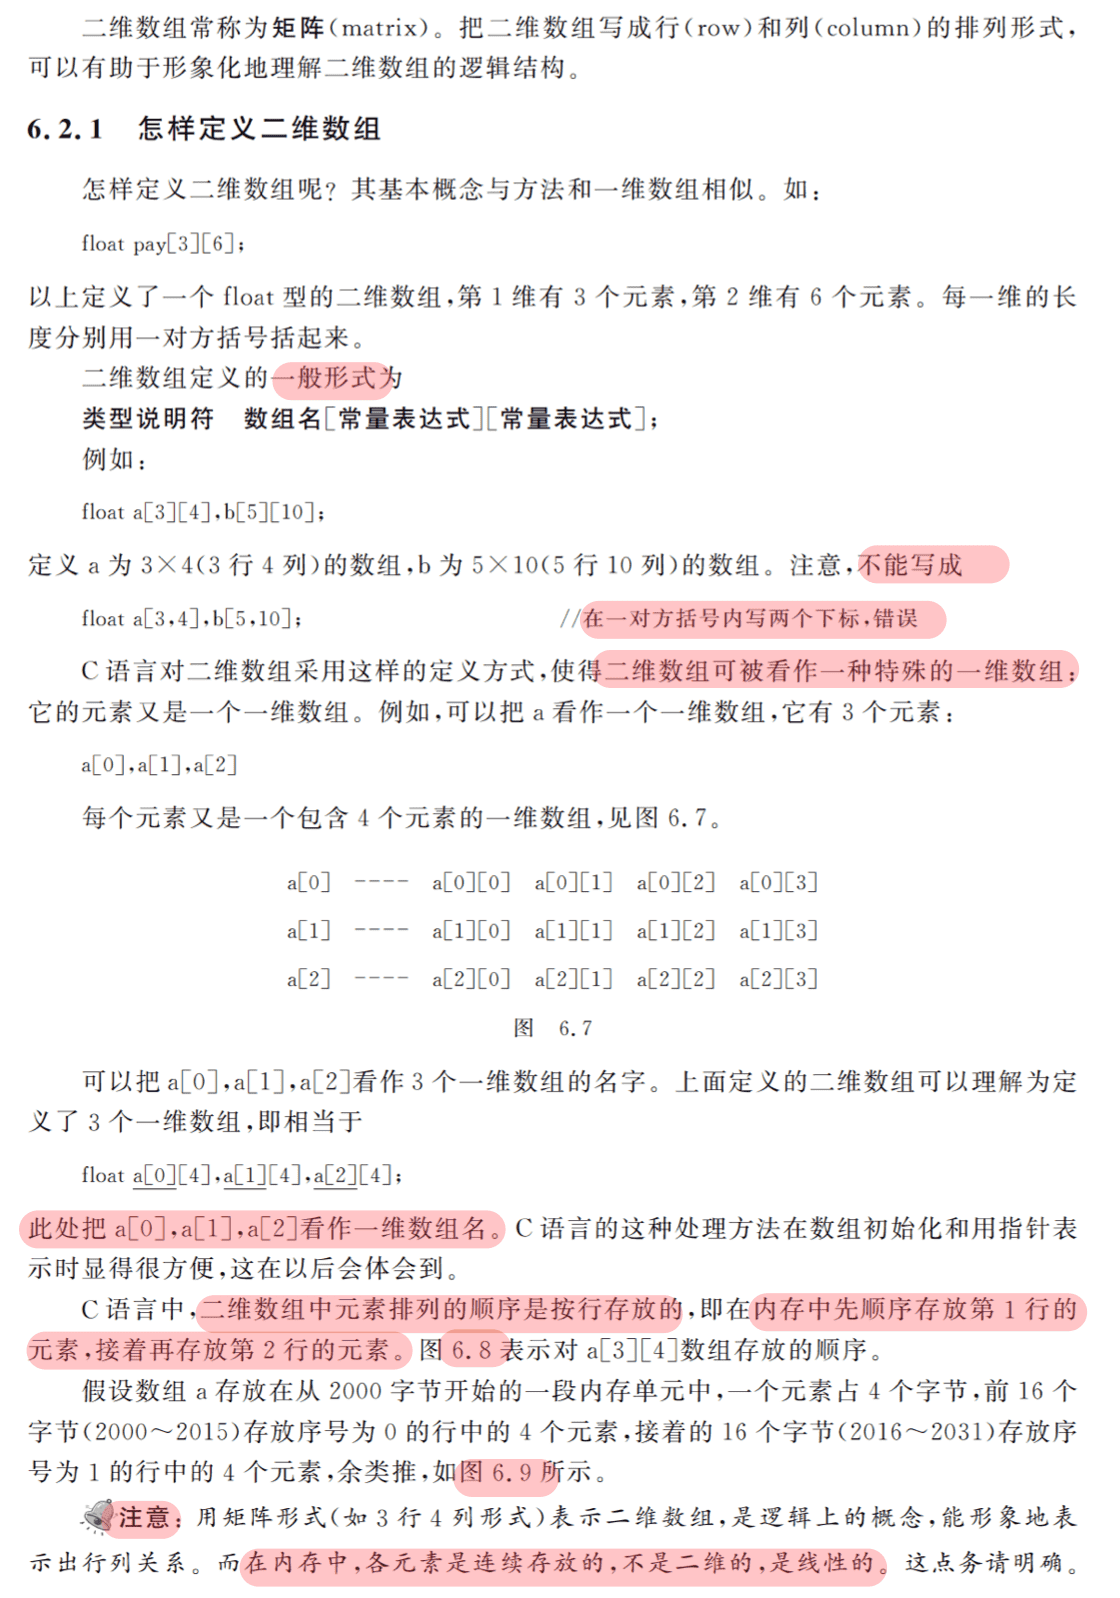 二维数组常称为矩阵(matrix)。把二维数组写成行(row)和列(column)的排列形式,
可以有助于形象化地理解二维数组的逻辑结构。
6.2.1 怎样定义二维数组
怎样定义二维数组呢？其基本概念与方法和一维数组相似。如:
float pay[3][6];
以上定义了一个 float 型的二维数组,第 1 维有 3 个元素,第 2 维有 6 个元素。每一维的长
度分别用一对方括号括起来。
二维数组定义的一般形式为
类型说明符 数组名[常量表达式][常量表达式];
例如:
float a[3][4],b[5][10];
定义 a 为 3×4(3 行 4 列)的数组,b 为 5×10(5 行 10 列)的数组。注意,不能写成
float a[3,4],b[5,10]; //在一对方括号内写两个下标,错误
C 语言对二维数组采用这样的定义方式,使得二维数组可被看作一种特殊的一维数组:
它的元素又是一个一维数组。例如,可以把 a 看作一个一维数组,它有 3 个元素:
a[0],a[1],a[2]
每个元素又是一个包含 4 个元素的一维数组,见图 6.7。
a[0] ---- a[0][0] a[0][1] a[0][2] a[0][3]
a[1] ---- a[1][0] a[1][1] a[1][2] a[1][3]
a[2] ---- a[2][0] a[2][1] a[2][2] a[2][3]
图 6.7
可以把 a[0],a[1],a[2]看作 3 个一维数组的名字。上面定义的二维数组可以理解为定
义了 3 个一维数组,即相当于
float a[0][4],a[1][4],a[2][4];
此处把 a[0],a[1],a[2]看作一维数组名。C 语言的这种处理方法在数组初始化和用指针表
示时显得很方便,这在以后会体会到。
C 语言中,二维数组中元素排列的顺序是按行存放的,即在内存中先顺序存放第 1 行的
元素,接着再存放第 2 行的元素。图 6.8 表示对 a[3][4]数组存放的顺序。
假设数组 a 存放在从 2000 字节开始的一段内存单元中,一个元素占 4 个字节,前 16 个
字节(2000～2015)存放序号为 0 的行中的 4 个元素,接着的 16 个字节(2016～2031)存放序
号为 1 的行中的 4 个元素,余类推,如图 6.9 所示。
注意:用矩阵形式(如 3 行 4 列形式)表示二维数组,是逻辑上的概念,能形象地表
示出行列关系。而在内存中,各元素是连续存放的,不是二维的,是线性的。这点务请明确。